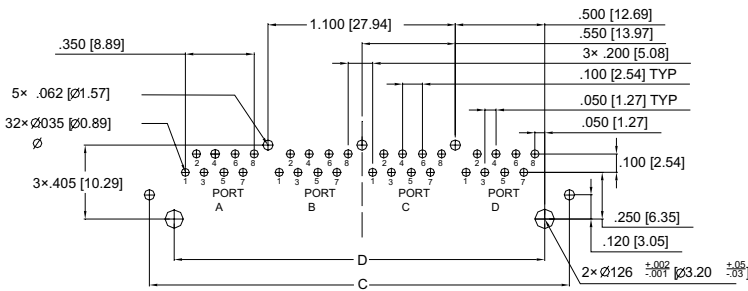 .500 [12.69]
1.100 [27.94]
.550 [13.97]
.350 [8.89]
3× .200 [5.08]
.100 [2.54] TYP
5× .062 [Ø1.57]
.050 [1.27] TYP
32× Ø.035 [Ø0.89]
.050 [1.27]
Ø
2 4 6 8 2 4 6 8 2 4 6 8 2 4 6 8
.100 [2.54]
1 3 5 7 1 3 5 7 1 3 5 7 1 3 5 7
3×.405 [10.29]
PORT PORT PORT PORT
A B C D
.250 [6.35]
.120 [3.05]
D
2× Ø126 +.002 -.001 [Ø3.20 +.05 -.03]
C